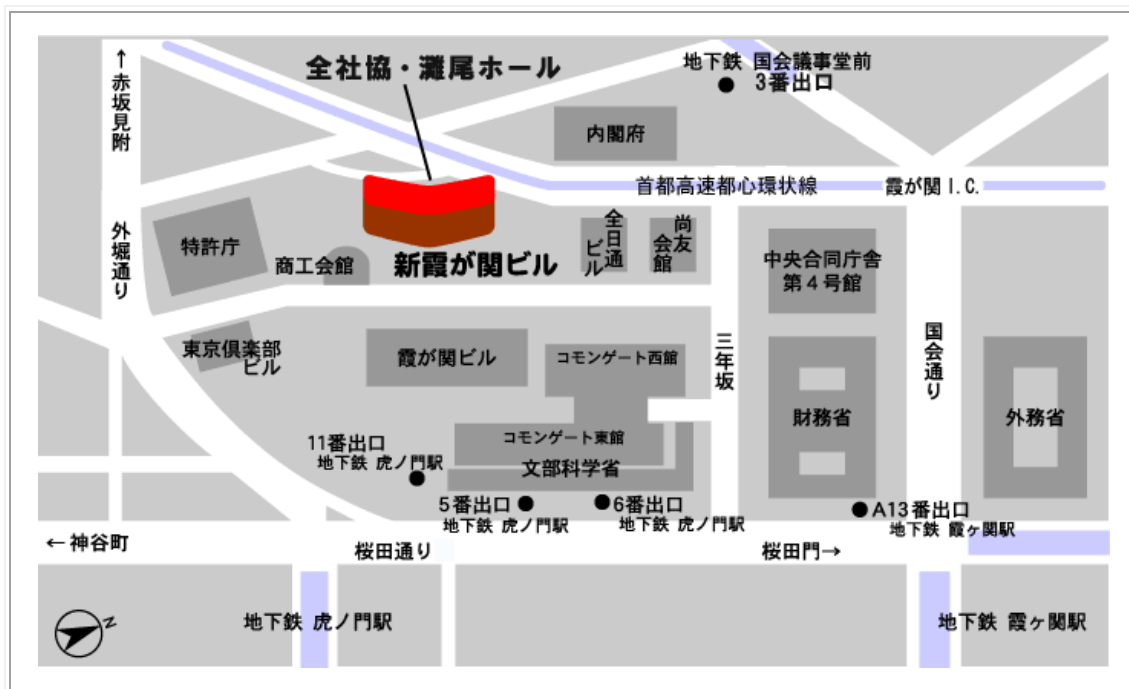 ↑赤坂見附
全社協・灘尾ホール
地下鉄 国会議事堂前
3番出口
内閣府
首都高速都心環状線
霞が関 I.C.
外堀通り
特許庁
商工会館
新霞が関ビル
全日通
ビル
尚友
会館
中央合同庁舎
第4号館
東京倶楽部
ビル
霞が関ビル
コモンゲート西館
三年坂
国会通り
財務省
外務省
コモンゲート東館
文部科学省
11番出口
地下鉄 虎ノ門駅
5番出口
地下鉄 虎ノ門駅
6番出口
地下鉄 虎ノ門駅
A13番出口
地下鉄 霞ヶ関駅
←神谷町
桜田通り
桜田門→
地下鉄 虎ノ門駅
地下鉄 霞ヶ関駅
N